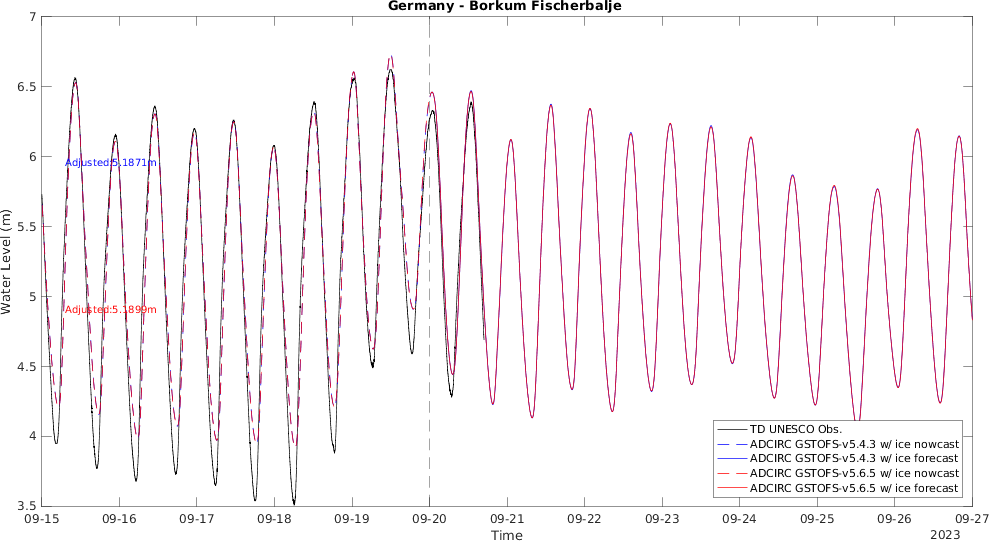 Germany - Borkum Fischerbalje
7
6.5
6
5.5
5
4.5
4
3.5
Water Level (m)
Adjusted:5.1871m
Adjusted:5.1899m
TD UNESCO Obs.
ADCIRC GSTOFS-v5.4.3 w/ ice nowcast
ADCIRC GSTOFS-v5.4.3 w/ ice forecast
ADCIRC GSTOFS-v5.6.5 w/ ice nowcast
ADCIRC GSTOFS-v5.6.5 w/ ice forecast
09-15 09-16 09-17 09-18 09-19 09-20 09-21 09-22 09-23 09-24 09-25 09-26 09-27
Time
2023